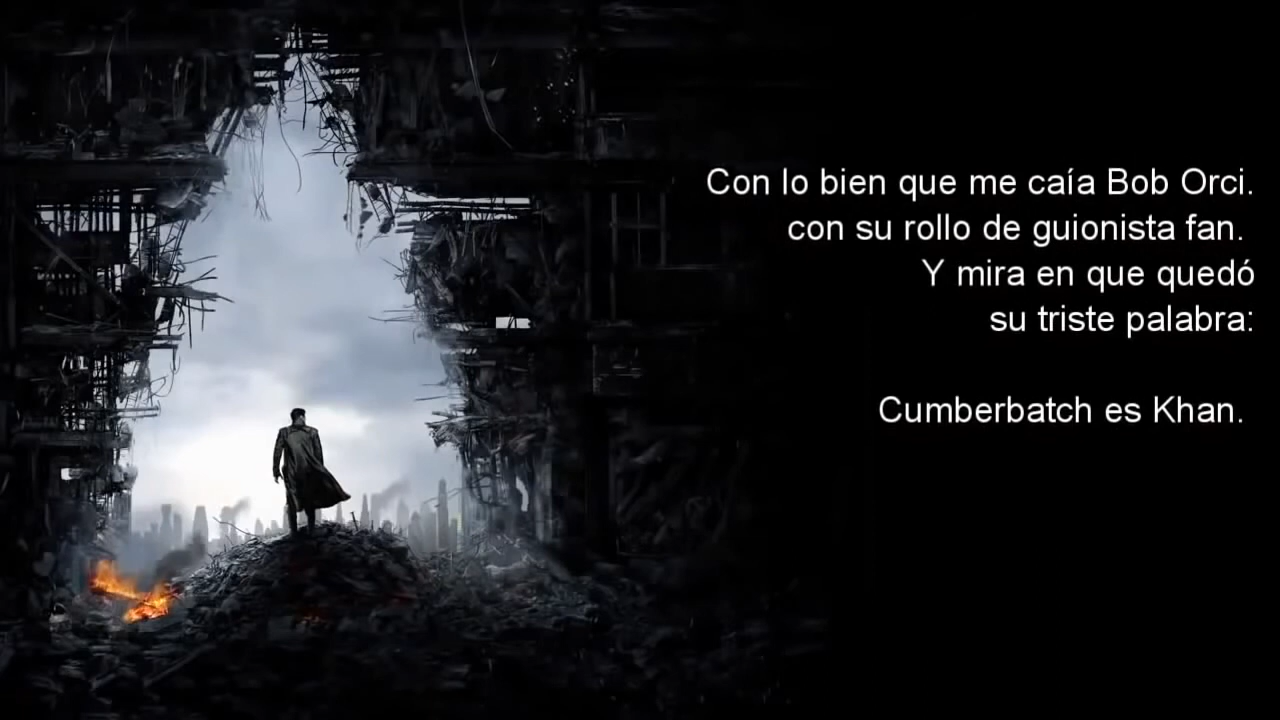 Con lo bien que me caía Bob Orci.
con su rollo de guionista fan.
Y mira en que quedó
su triste palabra:
Cumberbatch es Khan.